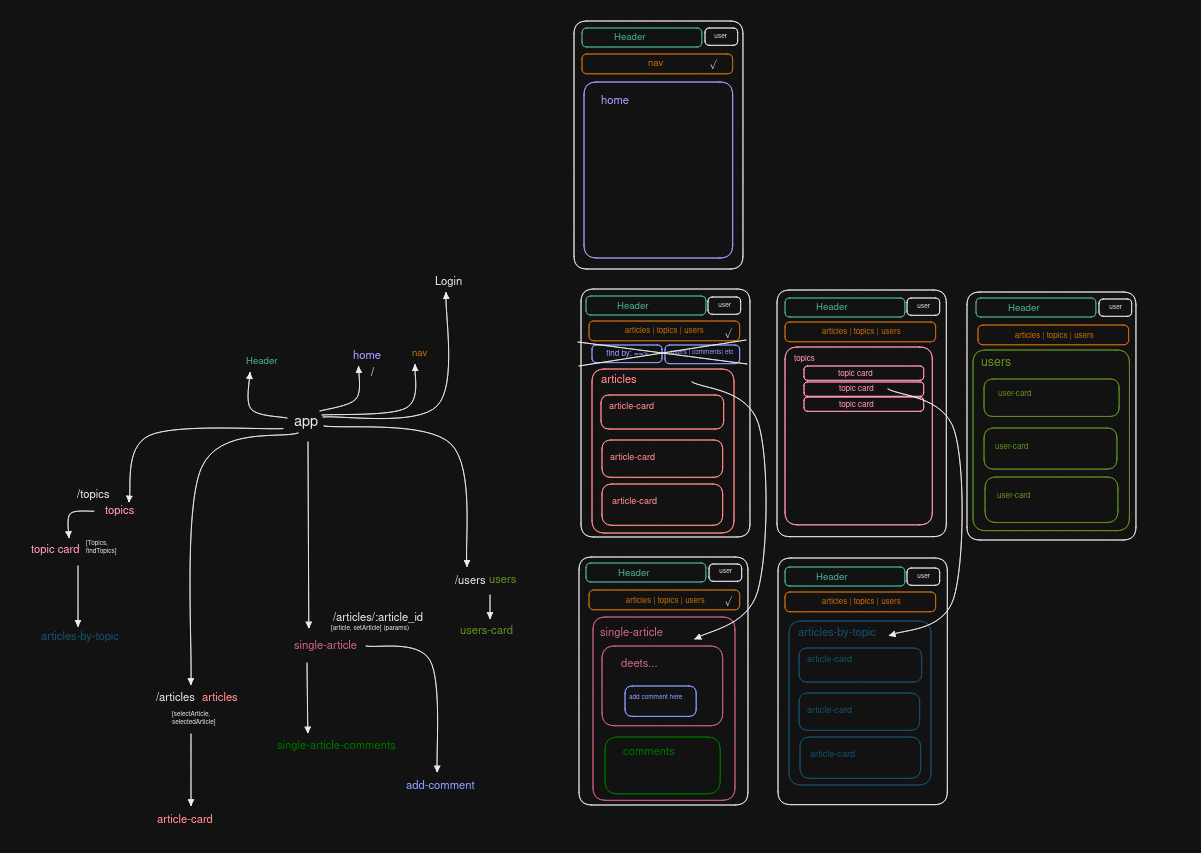 Header
user
nav
√
home
Login
Header
home
/
nav
app
/topics
topics
topic card
[Topics,
findTopics]
articles-by-topic
/users users
users-card
/articles/:article_id
[article, setArticle] (params)
single-article
/articles articles
[selectArticle,
selectedArticle]
single-article-comments
add-comment
article-card
Header
user
articles | topics | users
√
find by:
comments| etc
articles
article-card
article-card
article-card
Header
user
articles | topics | users
topics
topic card
topic card
topic card
Header
user
articles | topics | users
users
user-card
user-card
user-card
Header
user
articles | topics | users
√
single-article
deets...
add comment here
comments
Header
user
articles | topics | users
articles-by-topic
article-card
article-card
article-card